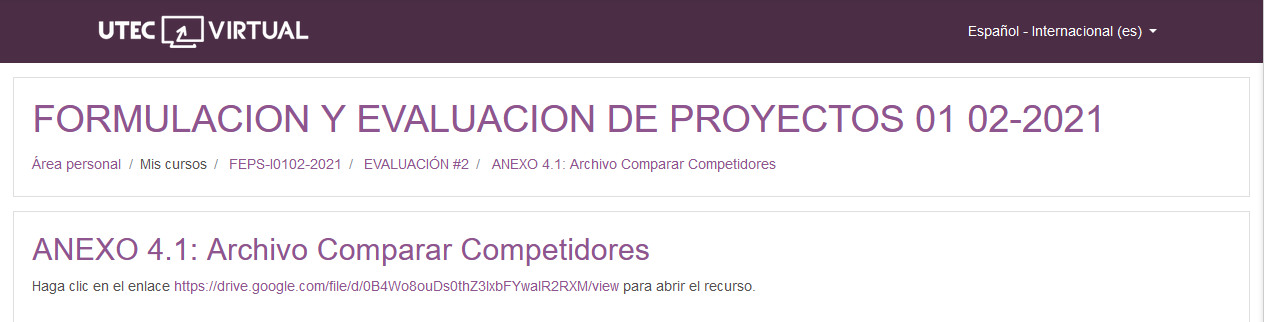 UTEC VIRTUAL
Español - Internacional (es)
FORMULACION Y EVALUACION DE PROYECTOS 01 02-2021
Área personal / Mis cursos / FEPS-I0102-2021 / EVALUACIÓN #2 / ANEXO 4.1: Archivo Comparar Competidores
ANEXO 4.1: Archivo Comparar Competidores
Haga clic en el enlace https://drive.google.com/file/d/0B4Wo8ouDs0thZ3lxbFYwalR2RXM/view para abrir el recurso.